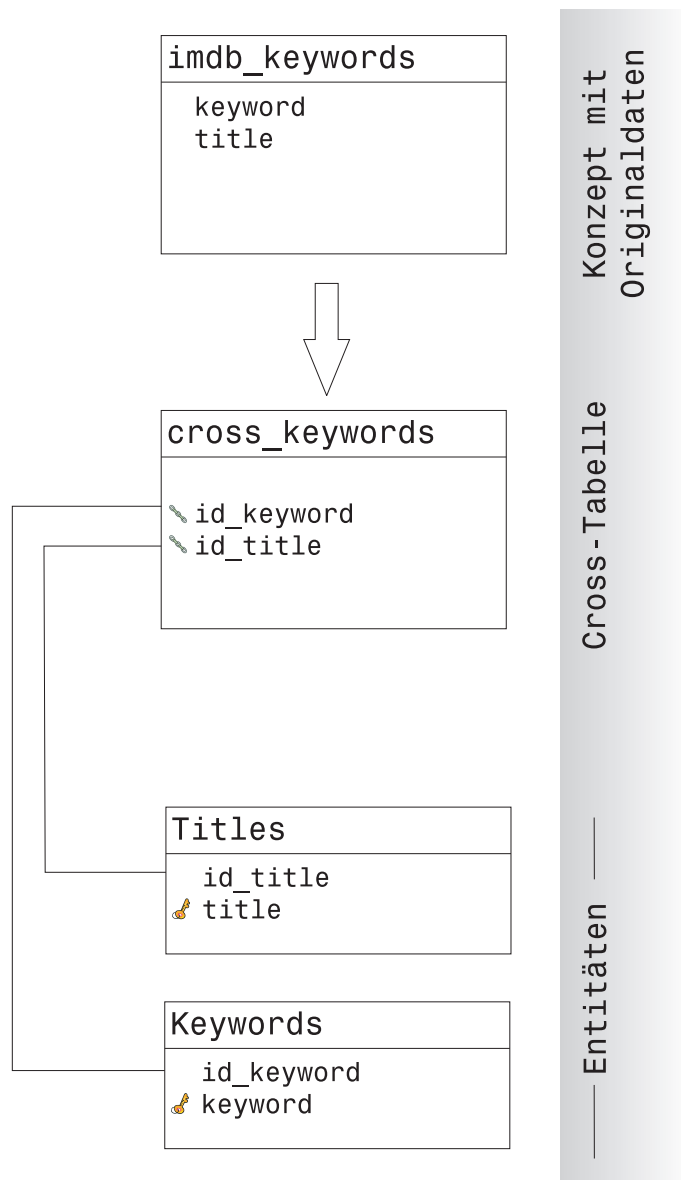 imdb_keywords
keyword
title
Konzept mit
Originaldaten
cross_keywords
id_keyword
id_title
Cross-Tabelle
Titles
id_title
title
Keywords
id_keyword
keyword
Entitäten